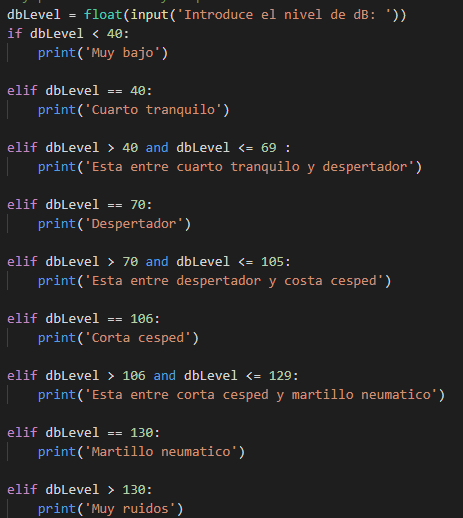 dbLevel = float(input('Introduce el nivel de dB: '))
if dbLevel < 40:
    print('Muy bajo')
elif dbLevel == 40:
    print('Cuarto tranquilo')
elif dbLevel > 40 and dbLevel <= 69 :
    print('Esta entre cuarto tranquilo y despertador')
elif dbLevel == 70:
    print('Despertador')
elif dbLevel > 70 and dbLevel <= 105:
    print('Esta entre despertador y costa cesped')
elif dbLevel == 106:
    print('Corta cesped')
elif dbLevel > 106 and dbLevel <= 129:
    print('Esta entre corta cesped y martillo neumatico')
elif dbLevel == 130:
    print('Martillo neumatico')
elif dbLevel > 130:
    print('Muy ruidos')